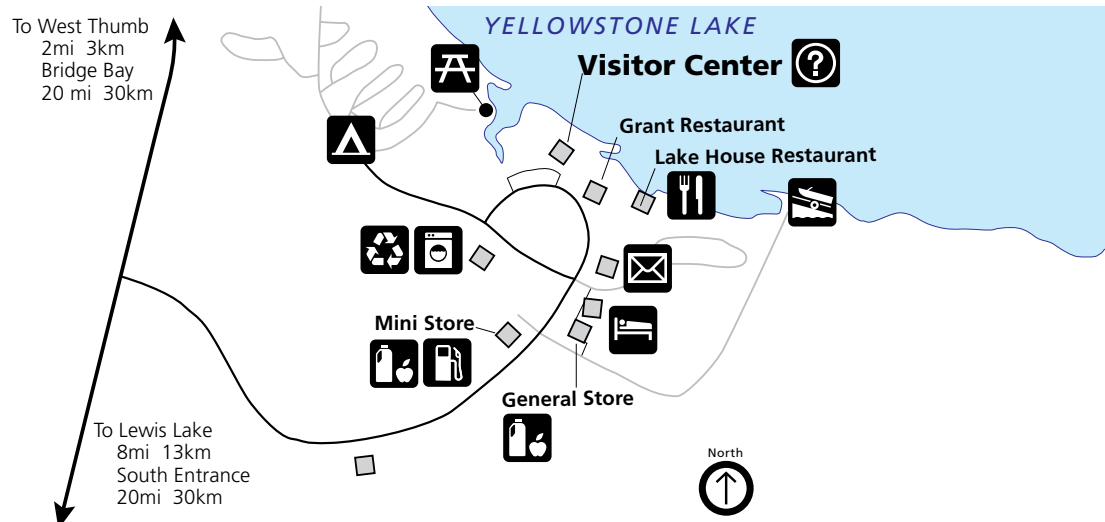 To West Thumb
2mi 3km
Bridge Bay
20 mi 30km
YELLOWSTONE LAKE
Visitor Center
?
Grant Restaurant
Lake House Restaurant
Mini Store
General Store
To Lewis Lake
8mi 13km
South Entrance
20mi 30km
North